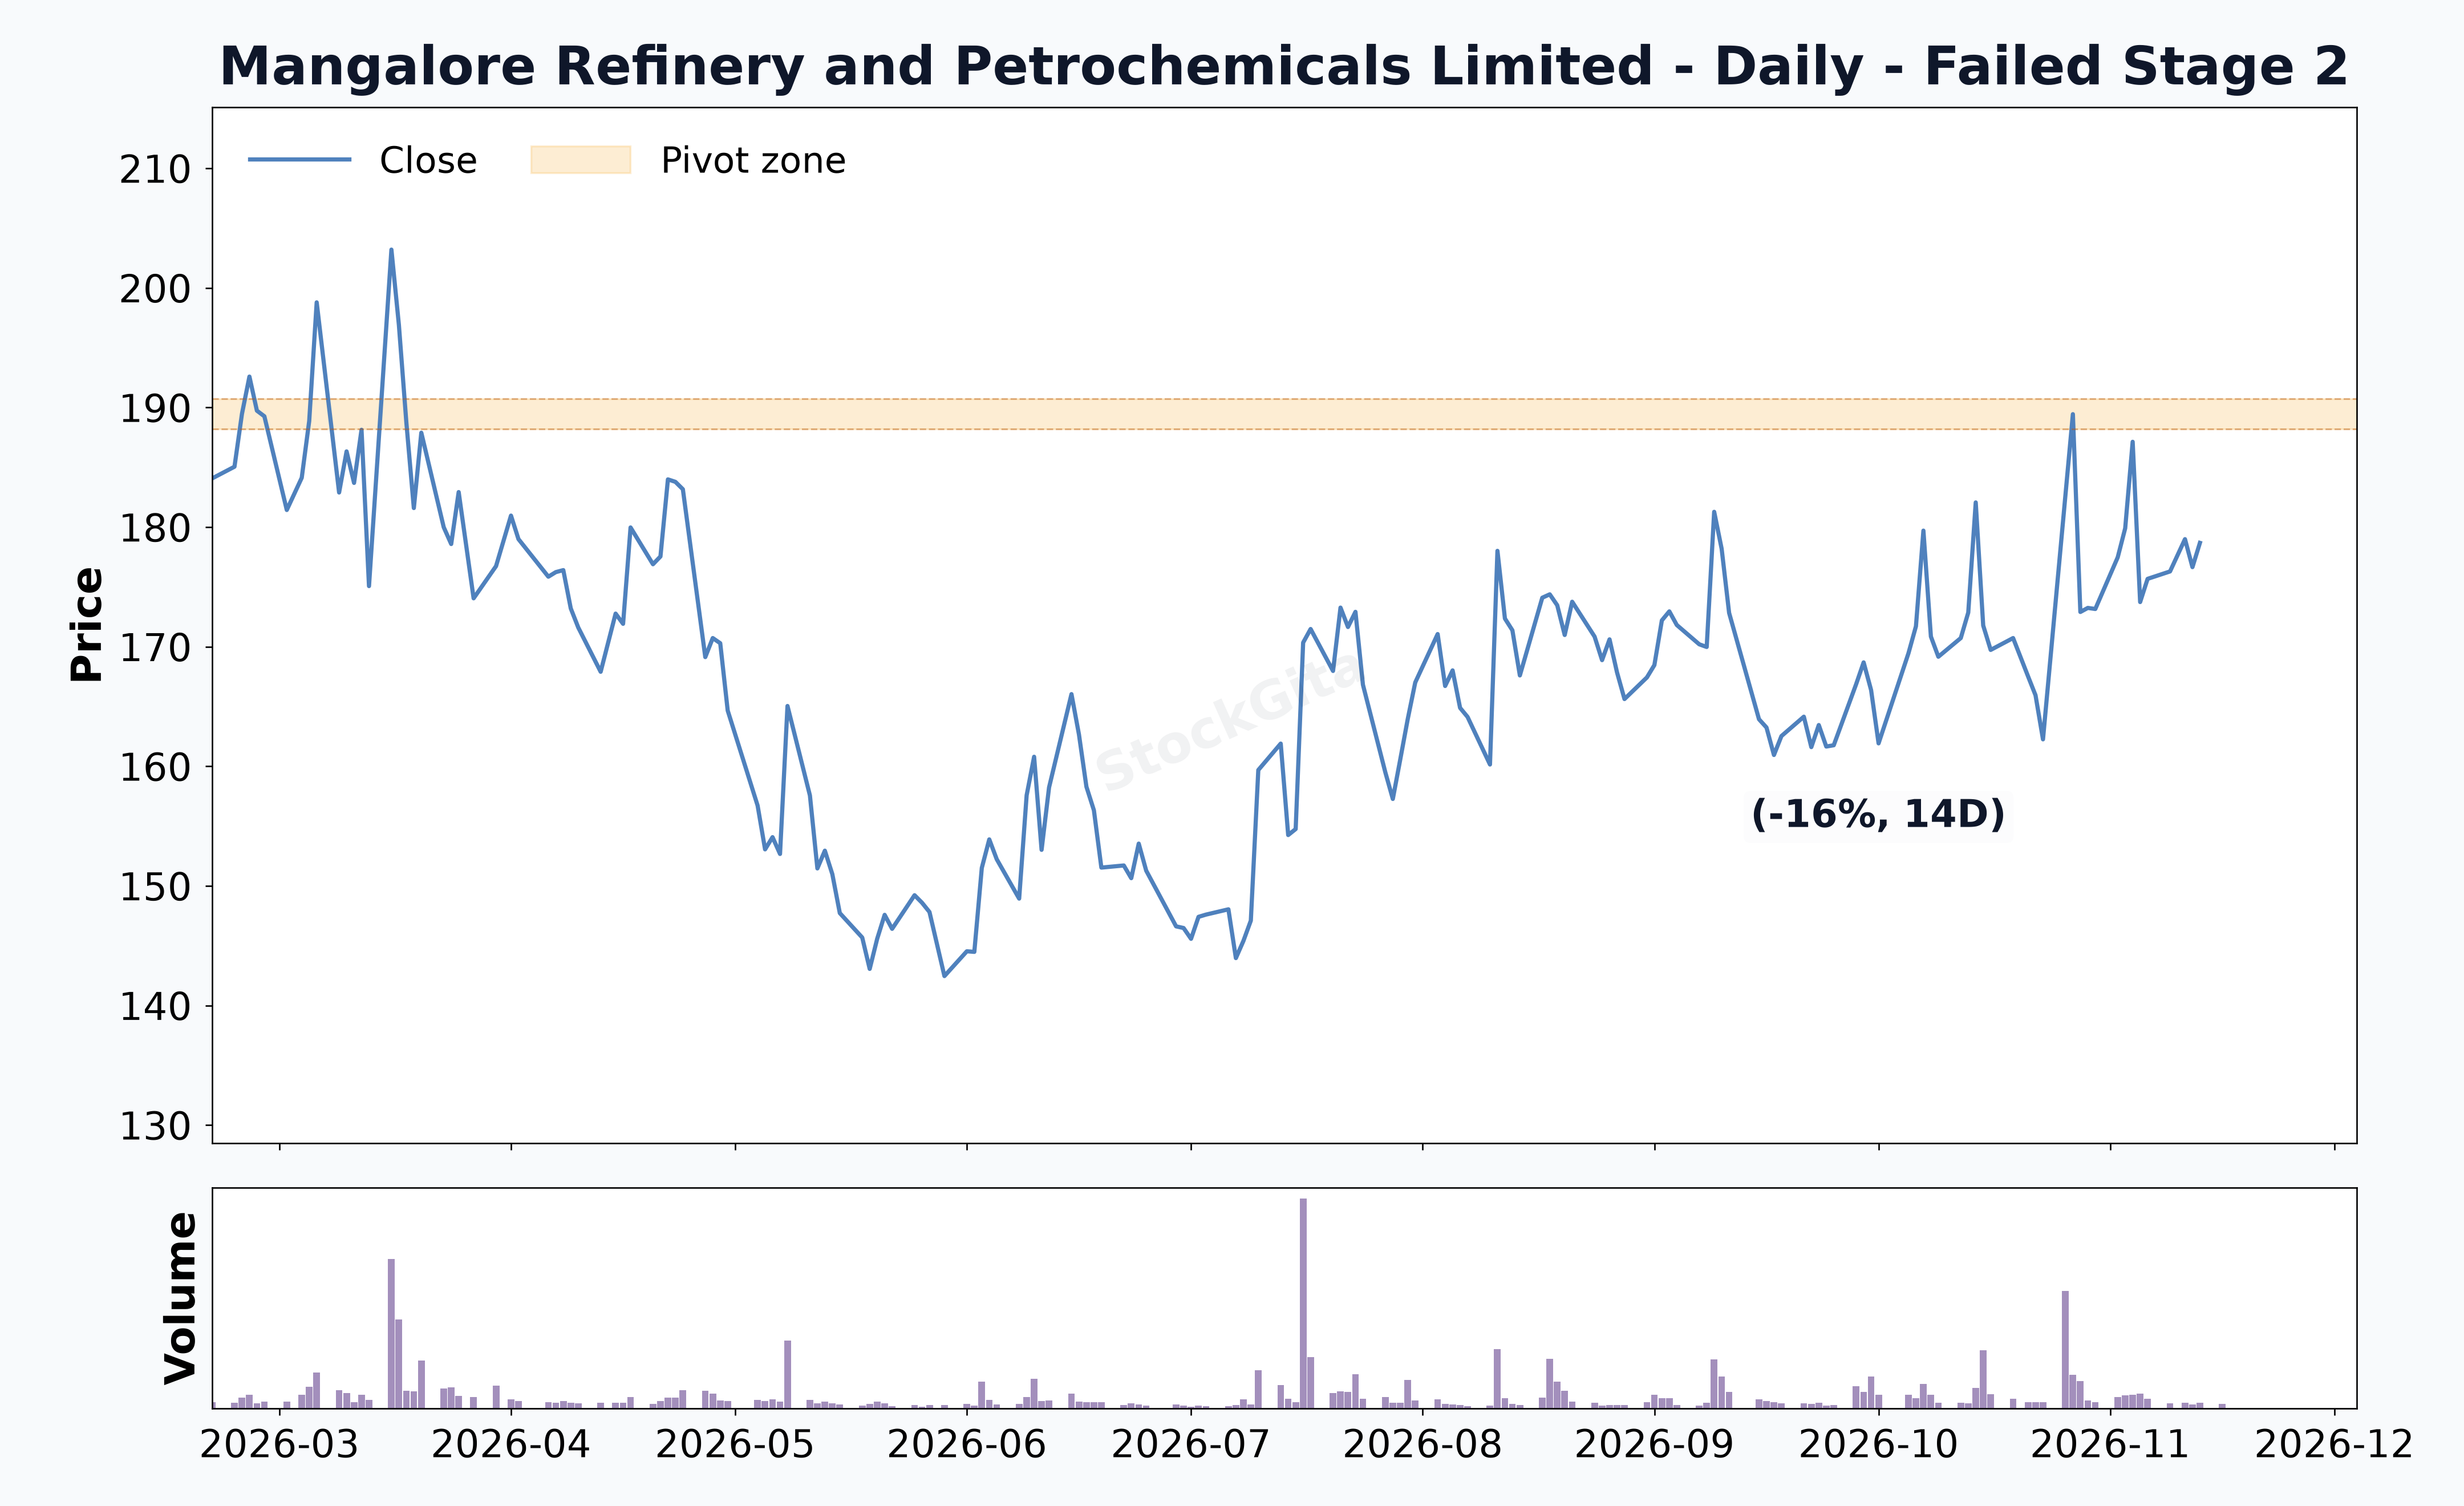 Mangalore Refinery and Petrochemicals Limited - Daily - Failed Stage 2
Close
Pivot zone
210
200
190
180
170
160
150
140
130
Price
StockGita
(-16%, 14D)
Volume
2026-03
2026-04
2026-05
2026-06
2026-07
2026-08
2026-09
2026-10
2026-11
2026-12